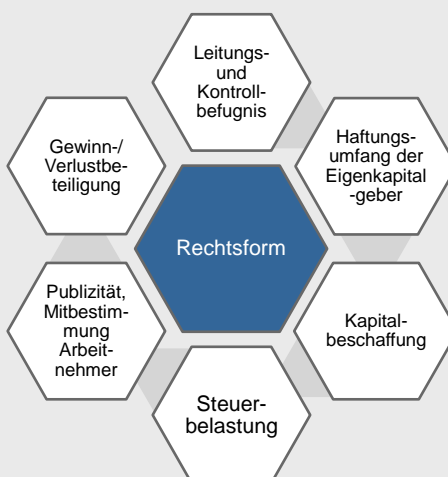 Leitungs-
und
Kontroll-
befugnis
Haftungs-
umfang der
Eigenkapital
-geber
Kapital-
beschaffung
Steuer-
belastung
Publizität,
Mitbestim-
mung
Arbeit-
nehmer
Gewinn-/
Verlustbe-
teiligung
Rechtsform